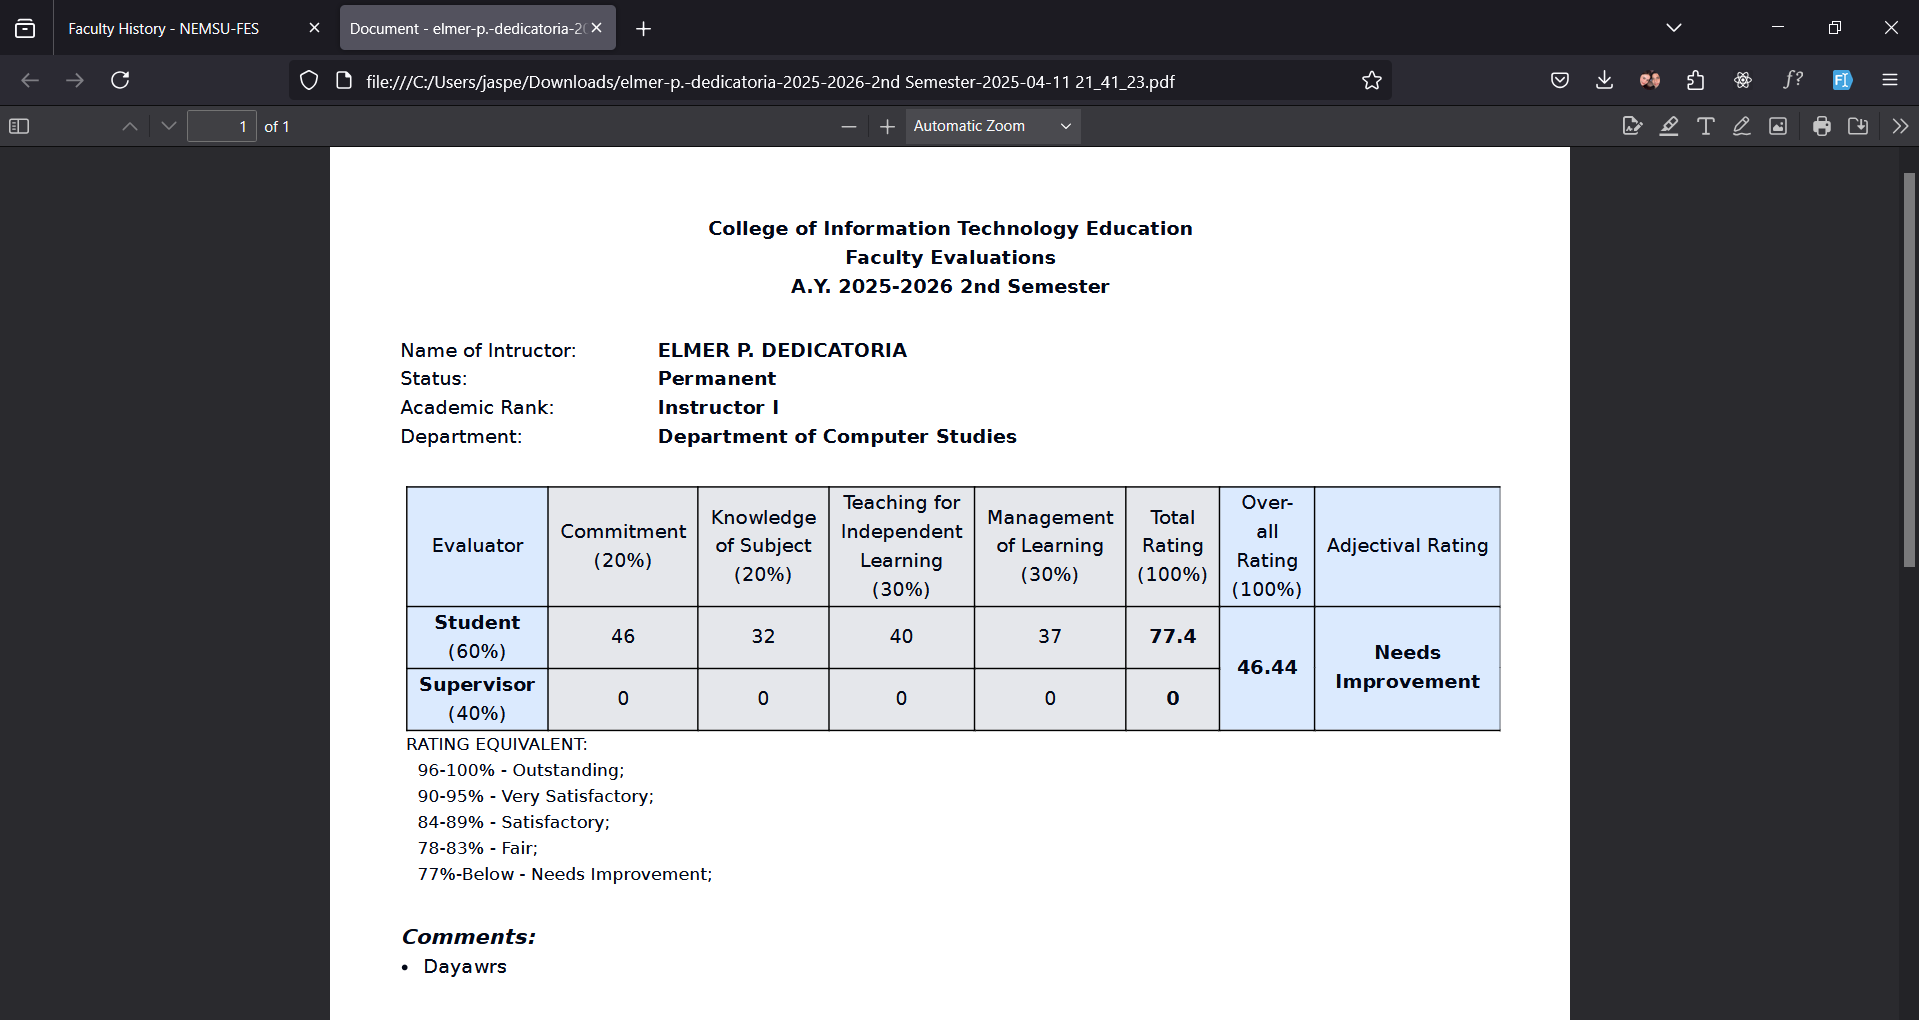 Faculty History - NEMSU-FES
Document - elmer-p.-dedicatoria-20
file:///C:/Users/jaspe/Downloads/elmer-p.-dedicatoria-2025-2026-2nd Semester-2025-04-11 21_41_23.pdf
f?
1 of 1
Automatic Zoom
College of Information Technology Education
Faculty Evaluations
A.Y. 2025-2026 2nd Semester
Name of Intructor: ELMER P. DEDICATORIA
Status: Permanent
Academic Rank: Instructor I
Department: Department of Computer Studies
Evaluator
Commitment
(20%)
Knowledge
of Subject
(20%)
Teaching for
Independent
Learning
(30%)
Management
of Learning
(30%)
Total
Rating
(100%)
Over-
all
Rating
(100%)
Adjectival Rating
Student
(60%)
46
32
40
37
77.4
46.44
Needs
Improvement
Supervisor
(40%)
0
0
0
0
0
RATING EQUIVALENT:
96-100% - Outstanding;
90-95% - Very Satisfactory;
84-89% - Satisfactory;
78-83% - Fair;
77%-Below - Needs Improvement;
Comments:
• Dayawrs